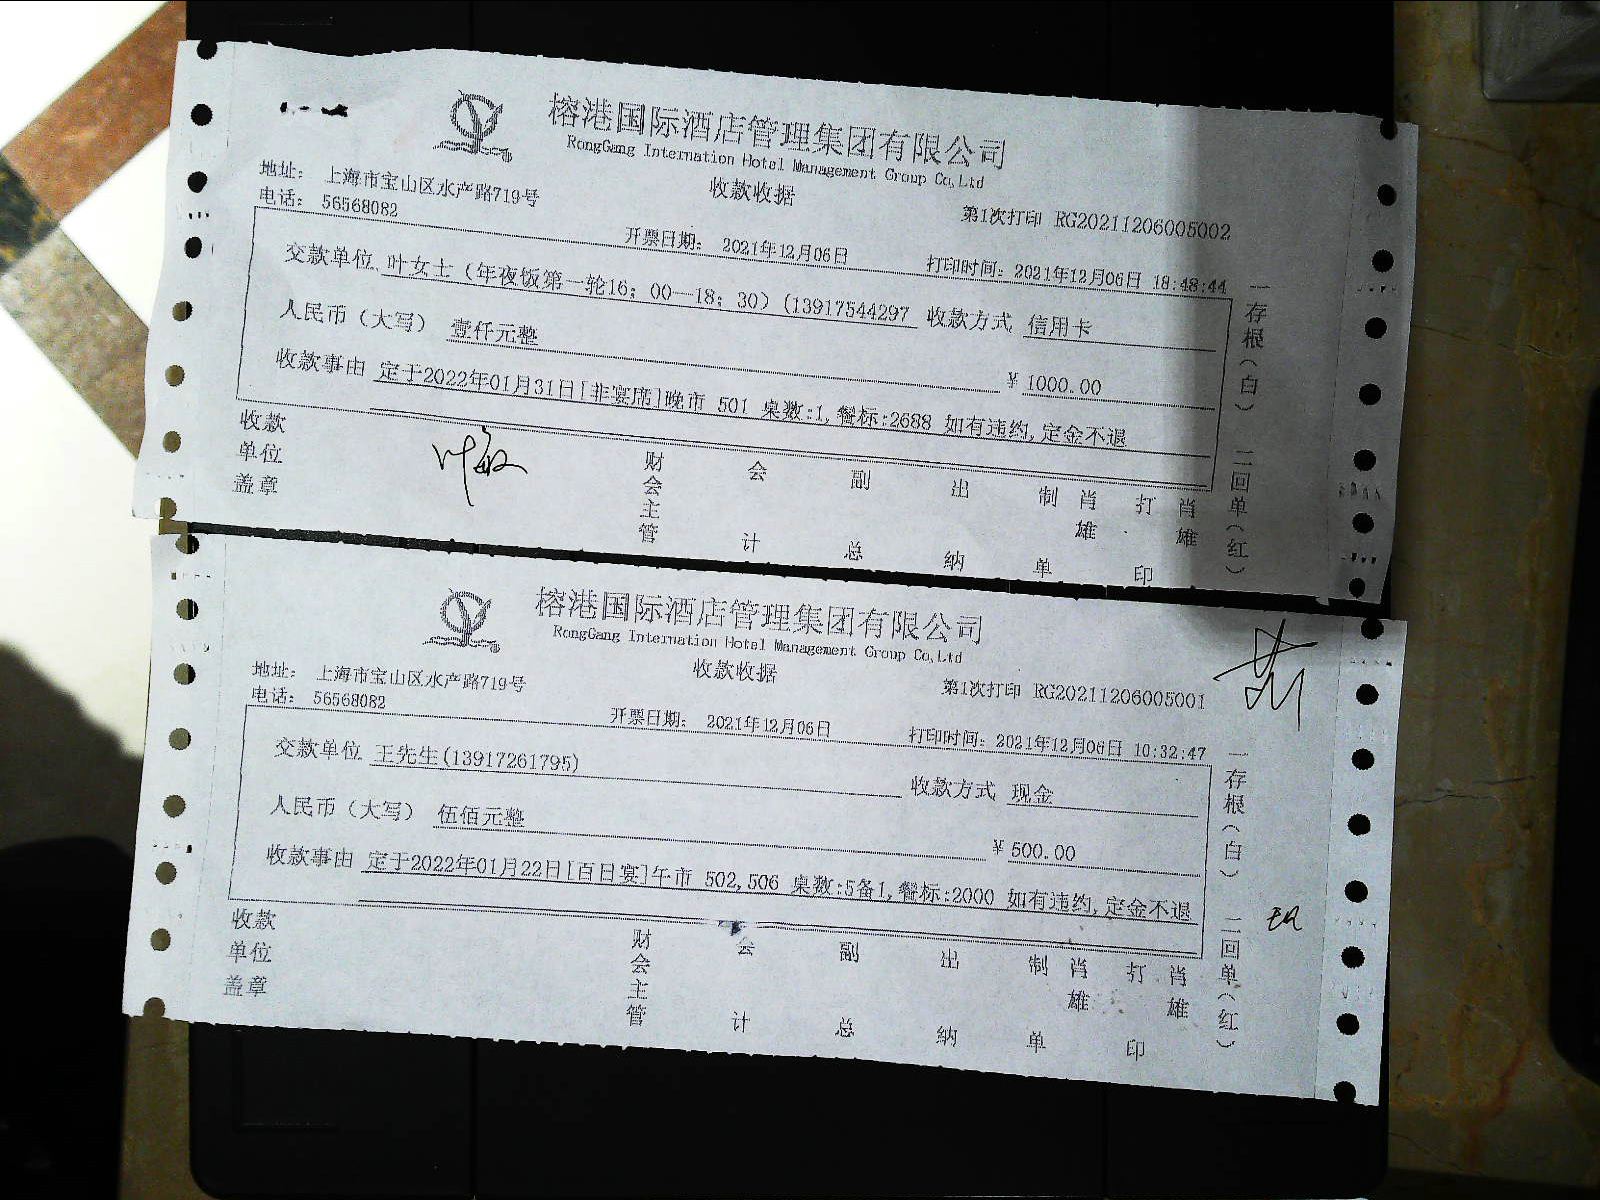 榕港国际酒店管理集团有限公司
RongGang Internation Hotel Management Group Co,Ltd
地址： 上海市宝山区水产路719号
收款收据
电话： 56568082
第1次打印 RG20211206005002
开票日期： 2021年12月06日
打印时间：2021年12月06日 18:48:44
交款单位 叶女士（年夜饭第一轮16；00—18；30）(13917544297 收款方式 信用卡
人民币（大写） 壹仟元整 ￥1000.00
收款事由 定于2022年01月31日[非宴席]晚市 501 桌数:1,餐标:2688 如有违约,定金不退
收款单位盖章
财会主管 会计 副总 出纳 制单 肖雄 打印 肖雄
一存根（白） 二回单（红）
榕港国际酒店管理集团有限公司
RongGang Internation Hotel Management Group Co,Ltd
地址： 上海市宝山区水产路719号
收款收据
电话： 56568082
第1次打印 RG20211206005001
开票日期： 2021年12月06日
打印时间：2021年12月06日 10:32:47
交款单位 王先生(13917261795) 收款方式 现金
人民币（大写） 伍佰元整 ￥500.00
收款事由 定于2022年01月22日[百日宴]午市 502,506 桌数:5备1,餐标:2000 如有违约,定金不退
收款单位盖章
财会主管 会计 副总 出纳 制单 肖雄 打印 肖雄
一存根（白） 二回单（红）